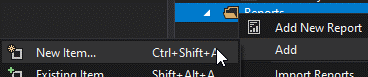 Reports
Add New Report
New Item... Ctrl+Shift+A
Add
Existing Item... Shift+Alt+A
Import Reports